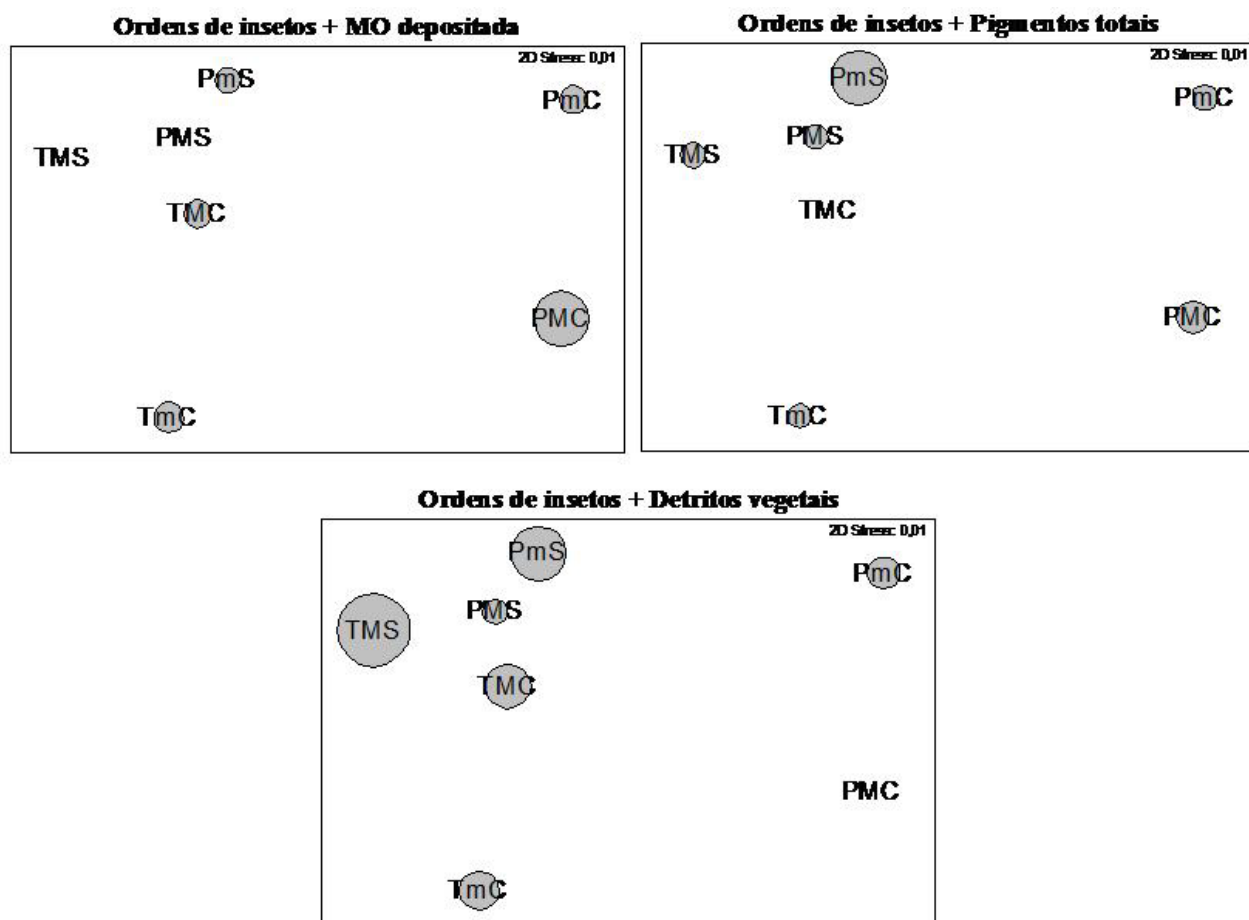 Ordens de insetos + MO depositada
2D Stress: 0,01
PmS
PmC
PMS
TMS
TMC
PMC
TmC
Ordens de insetos + Pigmentos totais
2D Stress: 0,01
PmS
PmC
PMS
TMS
TMC
PMC
TmC
Ordens de insetos + Detritos vegetais
2D Stress: 0,01
PmS
PmC
PMS
TMS
TMC
PMC
TmC